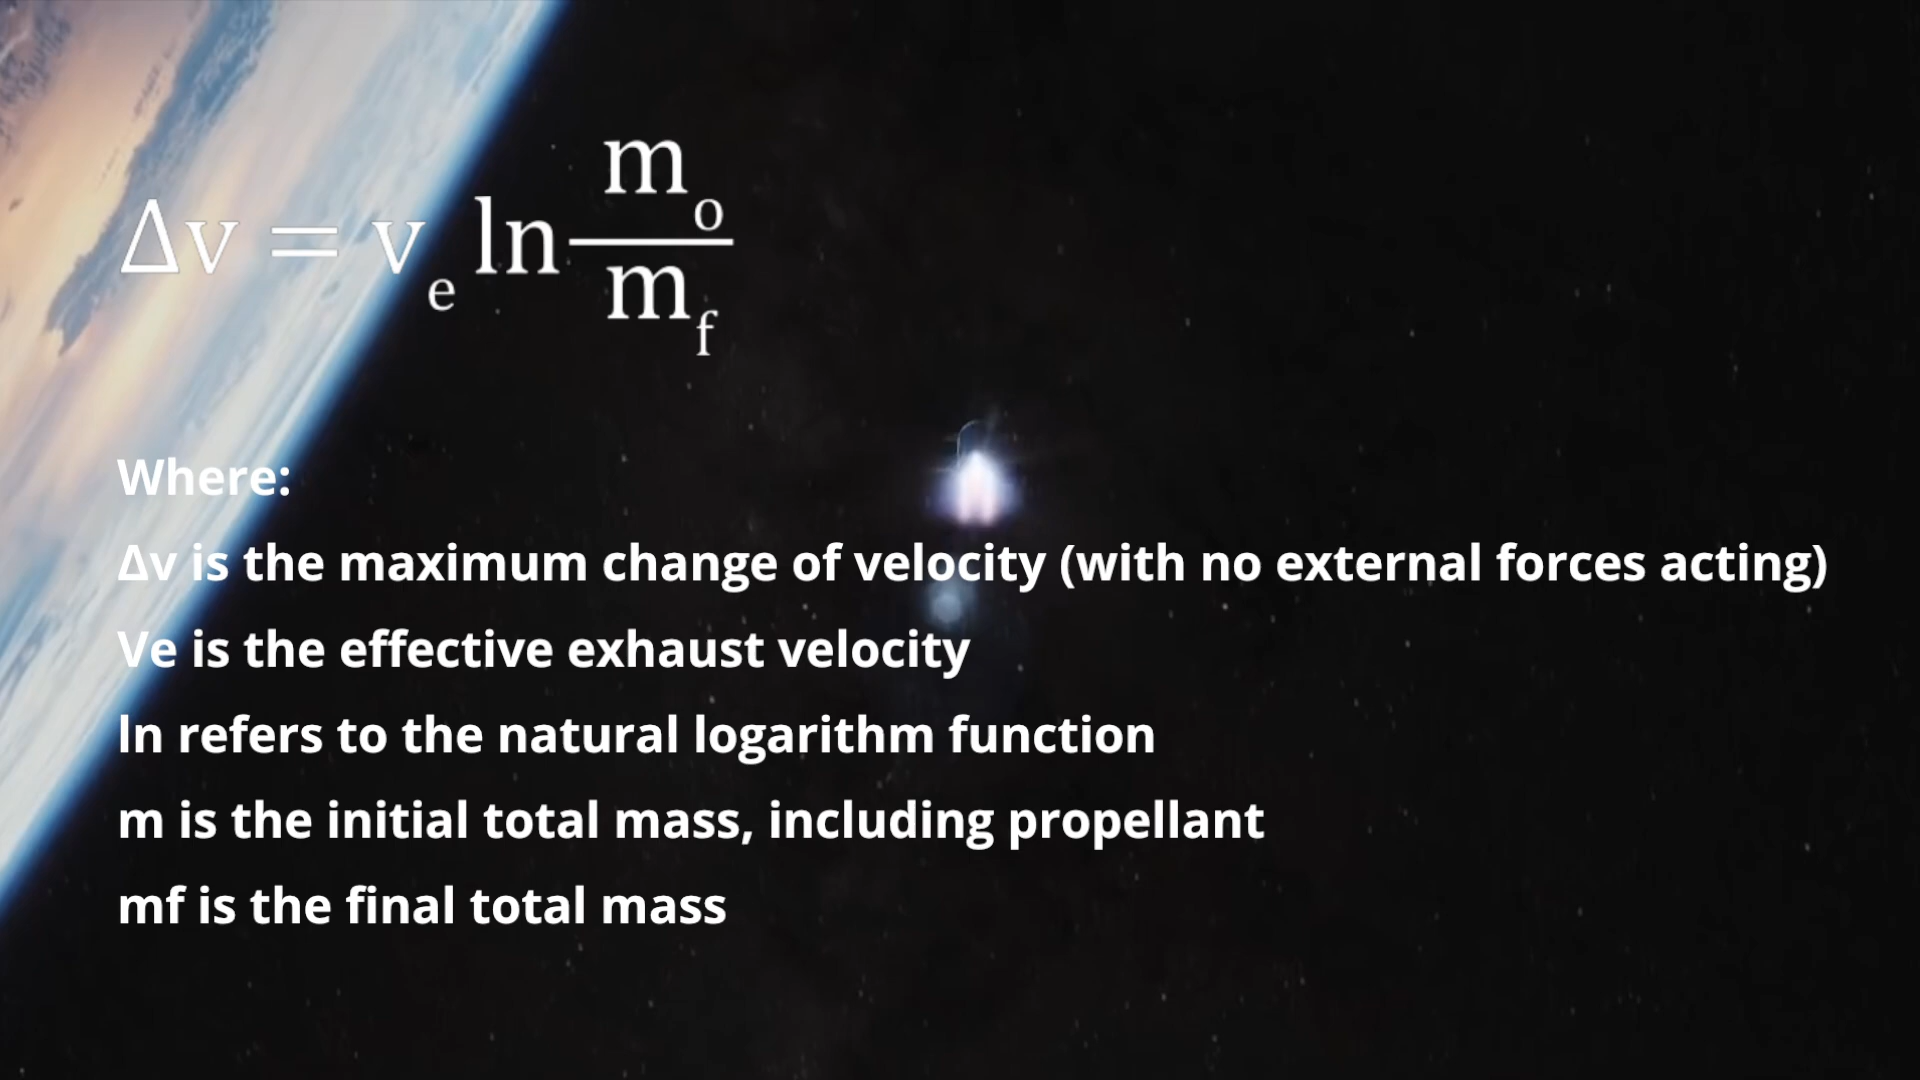 Δv = vₑ ln mₒ/m_f
Where:
Δv is the maximum change of velocity (with no external forces acting)
Ve is the effective exhaust velocity
ln refers to the natural logarithm function
m is the initial total mass, including propellant
mf is the final total mass